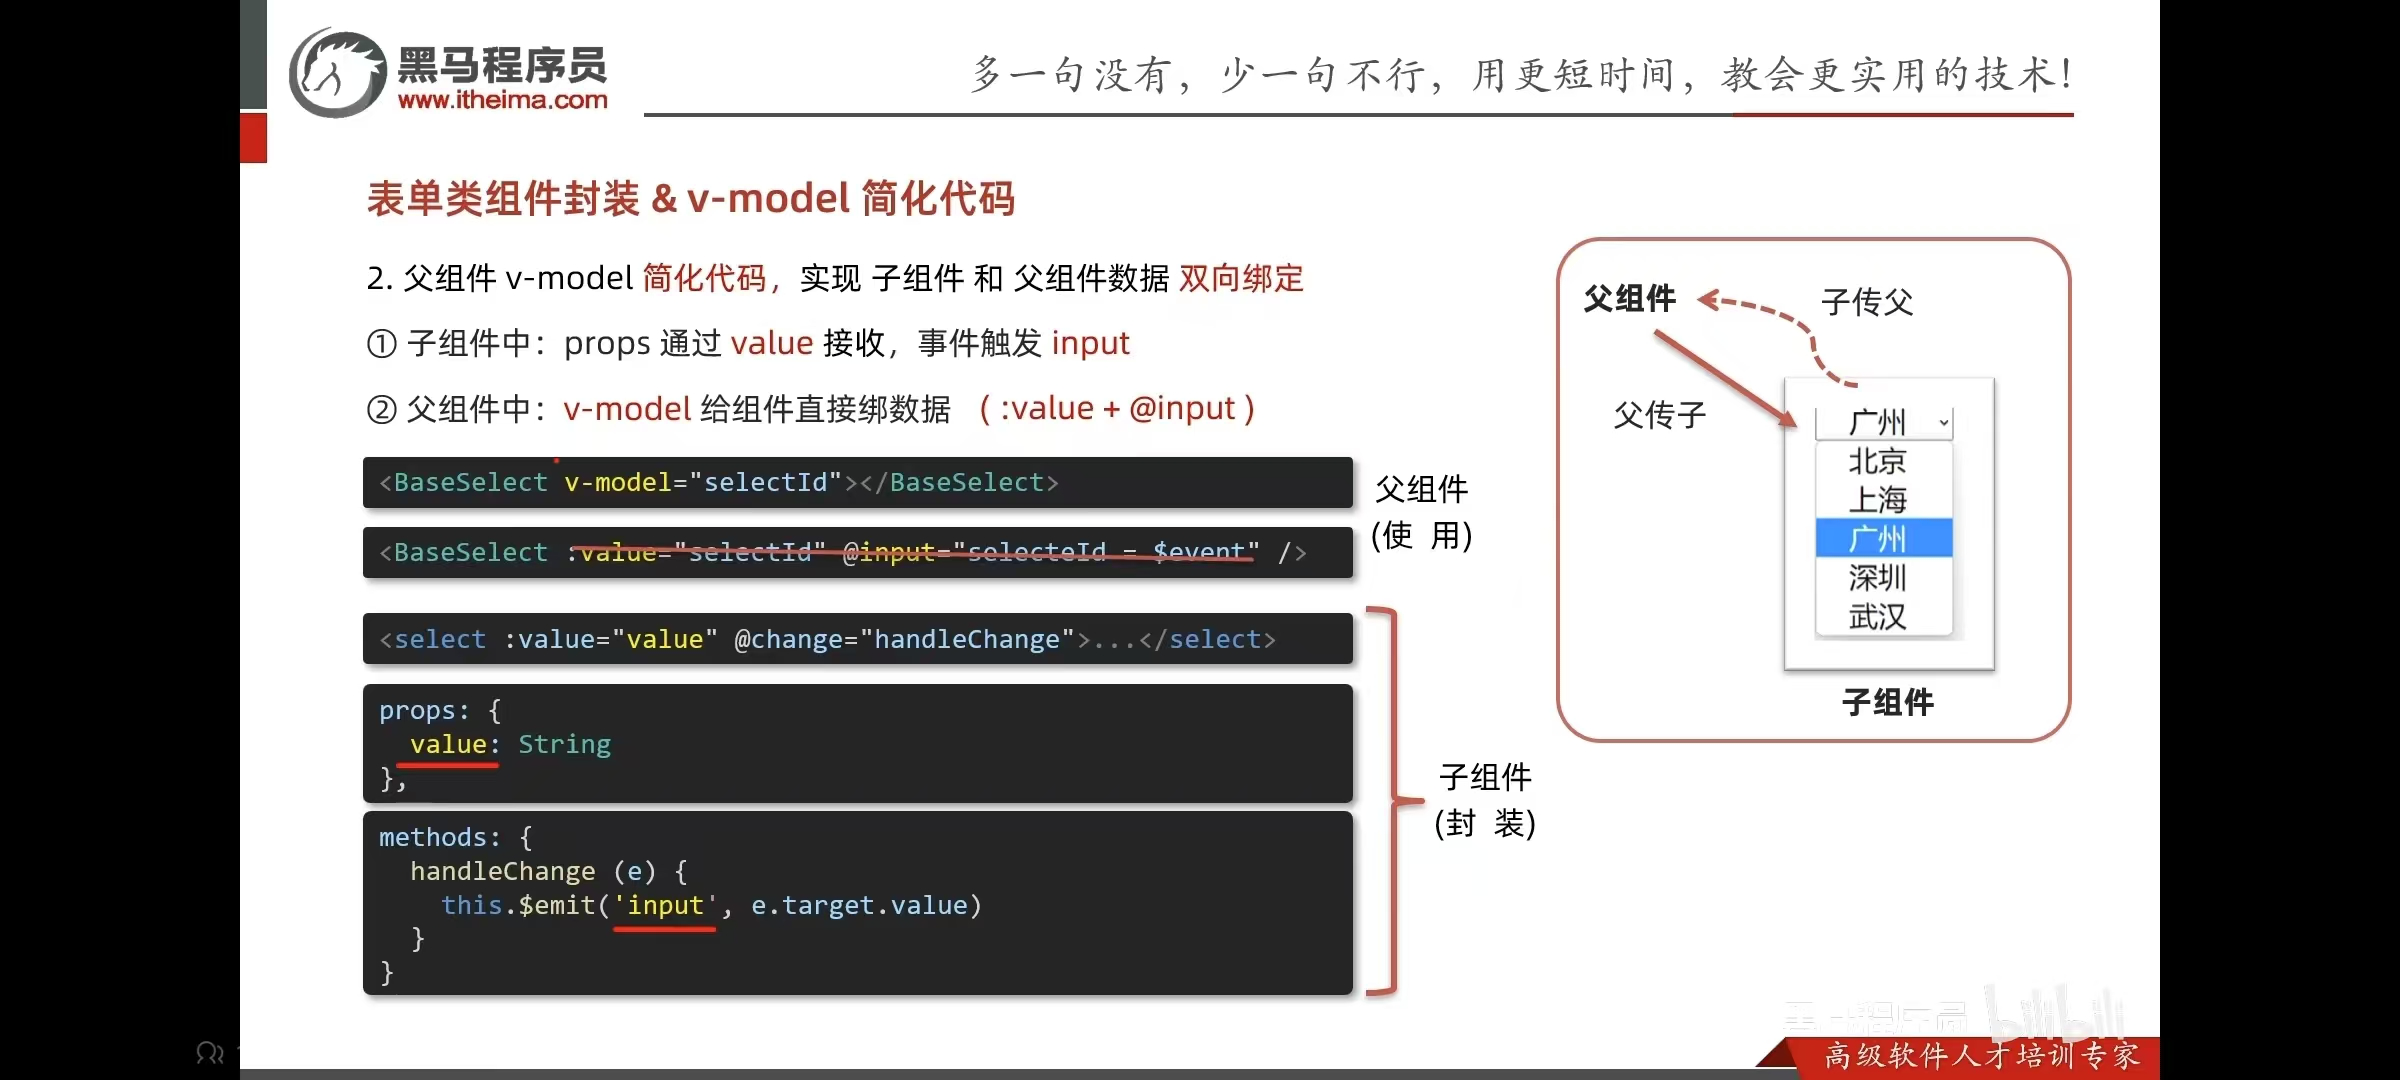 黑马程序员
www.itheima.com
多一句没有，少一句不行，用更短时间，教会更实用的技术！
表单类组件封装 & v-model 简化代码
2. 父组件 v-model 简化代码，实现 子组件 和 父组件数据 双向绑定
① 子组件中：props 通过 value 接收，事件触发 input
② 父组件中：v-model 给组件直接绑数据 （ :value + @input ）
<BaseSelect v-model="selectId"></BaseSelect>
<BaseSelect :value="selectId" @input="selecteId = $event" />
父组件
(使 用)
<select :value="value" @change="handleChange">...</select>
props: {
value: String
},
methods: {
handleChange (e) {
this.$emit('input', e.target.value)
}
}
子组件
(封 装)
父组件
子传父
父传子
广州
北京
上海
广州
深圳
武汉
子组件
黑马程序员
bilibili
高级软件人才培训专家